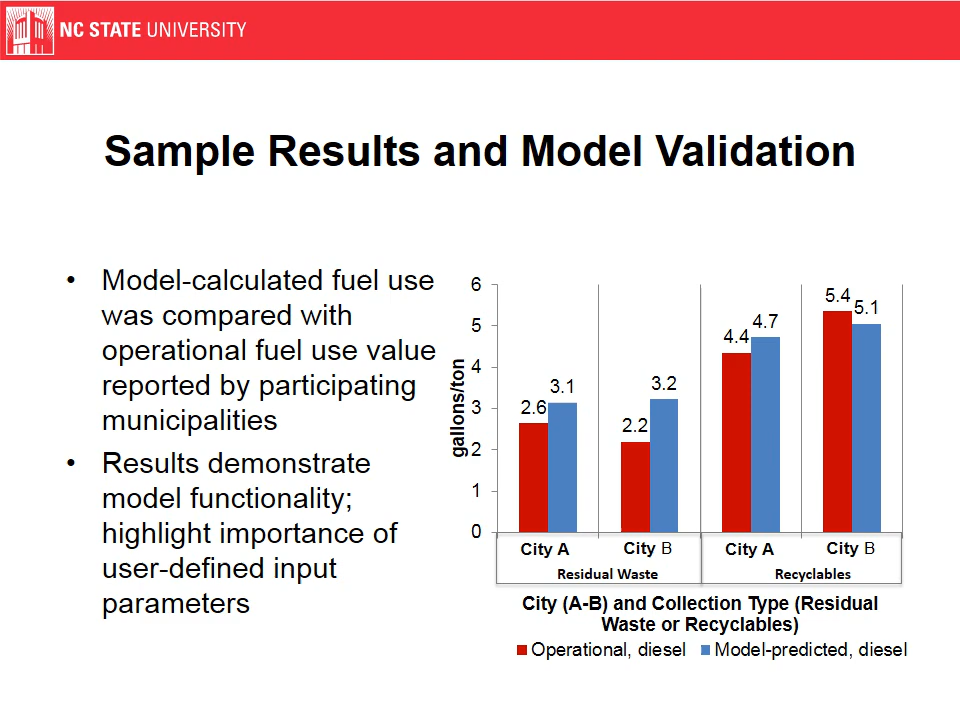 NC STATE UNIVERSITY
Sample Results and Model Validation
• Model-calculated fuel use
was compared with
operational fuel use value
reported by participating
municipalities
• Results demonstrate
model functionality;
highlight importance of
user-defined input
parameters
gallons/ton
6
5
4
3
2
1
0
2.6
3.1
2.2
3.2
4.4
4.7
5.4
5.1
City A
City B
City A
City B
Residual Waste
Recyclables
City (A-B) and Collection Type (Residual
Waste or Recyclables)
Operational, diesel
Model-predicted, diesel